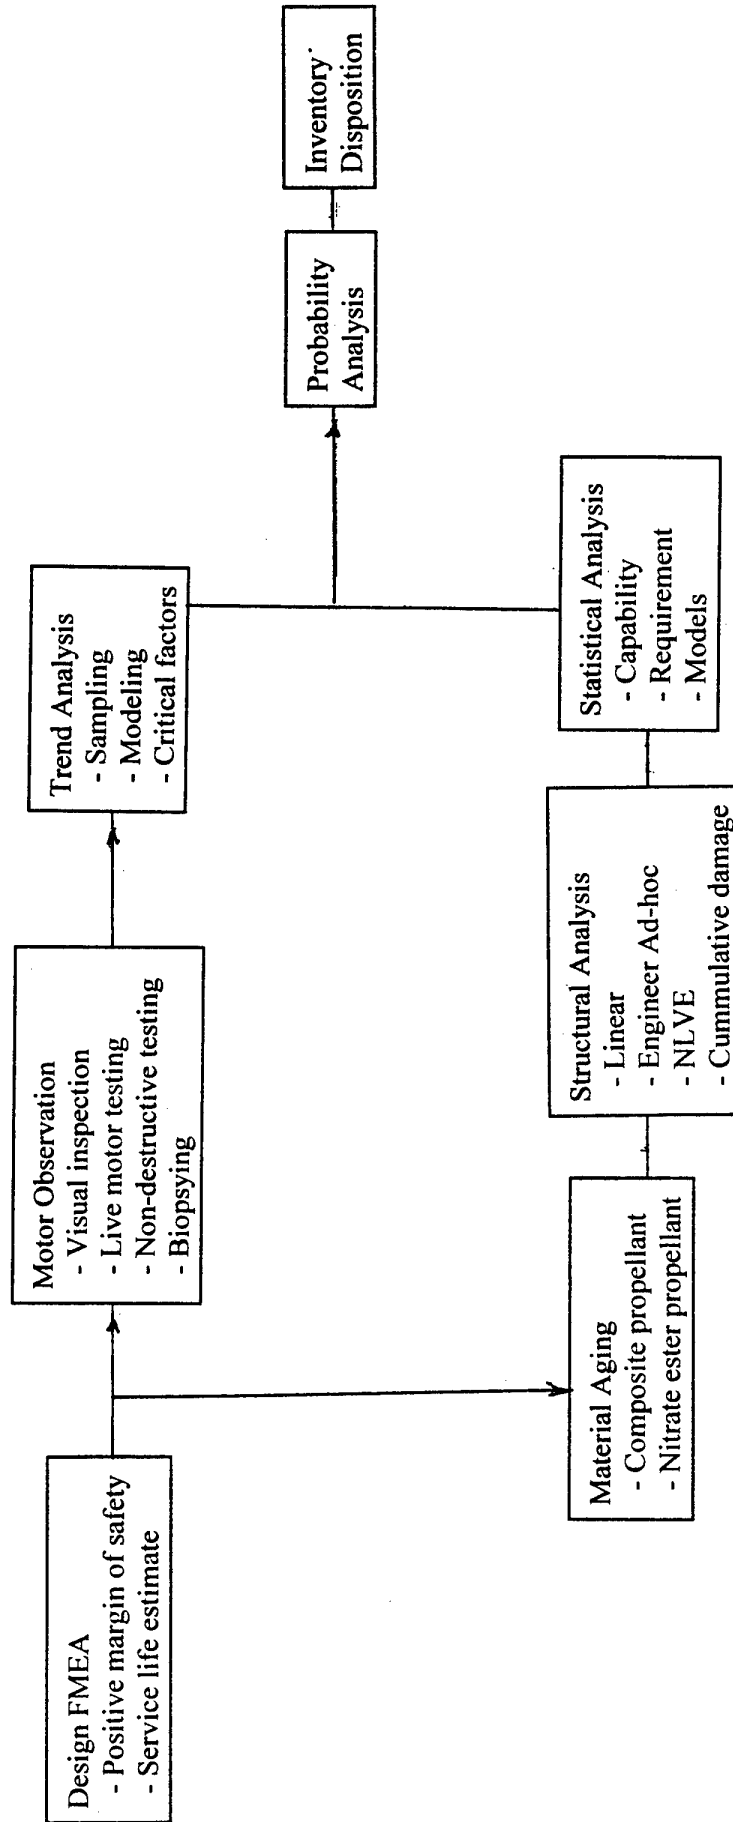 Design FMEA
- Positive margin of safety
- Service life estimate
Motor Observation
- Visual inspection
- Live motor testing
- Non-destructive testing
- Biopsying
Trend Analysis
- Sampling
- Modeling
- Critical factors
Material Aging
- Composite propellant
- Nitrate ester propellant
Structural Analysis
- Linear
- Engineer Ad-hoc
- NLVE
- Cummulative damage
Statistical Analysis
- Capability
- Requirement
- Models
Probability
Analysis
Inventory
Disposition